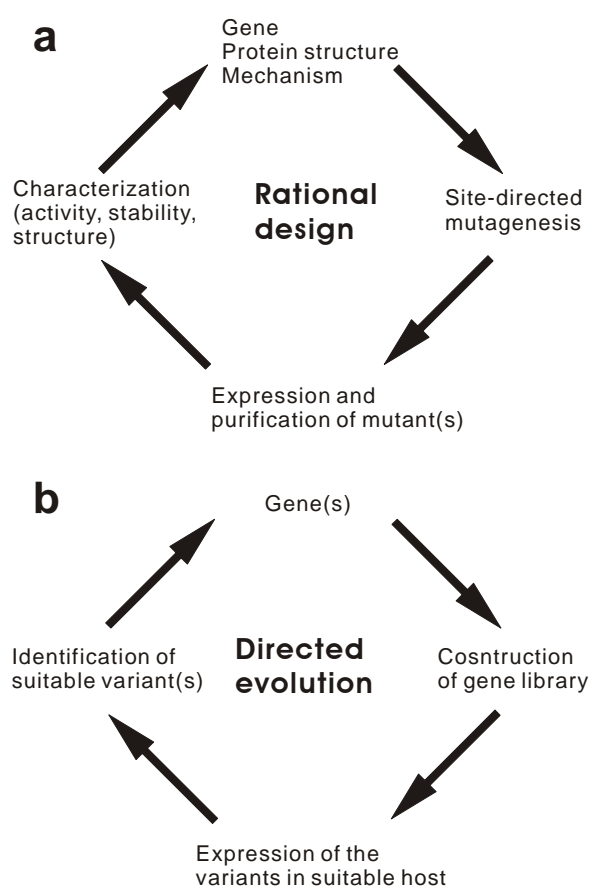 a
Gene
Protein structure
Mechanism
Characterization
(activity, stability,
structure)
Rational
design
Site-directed
mutagenesis
Expression and
purification of mutant(s)
b
Gene(s)
Identification of
suitable variant(s)
Directed
evolution
Cosntruction
of gene library
Expression of the
variants in suitable host